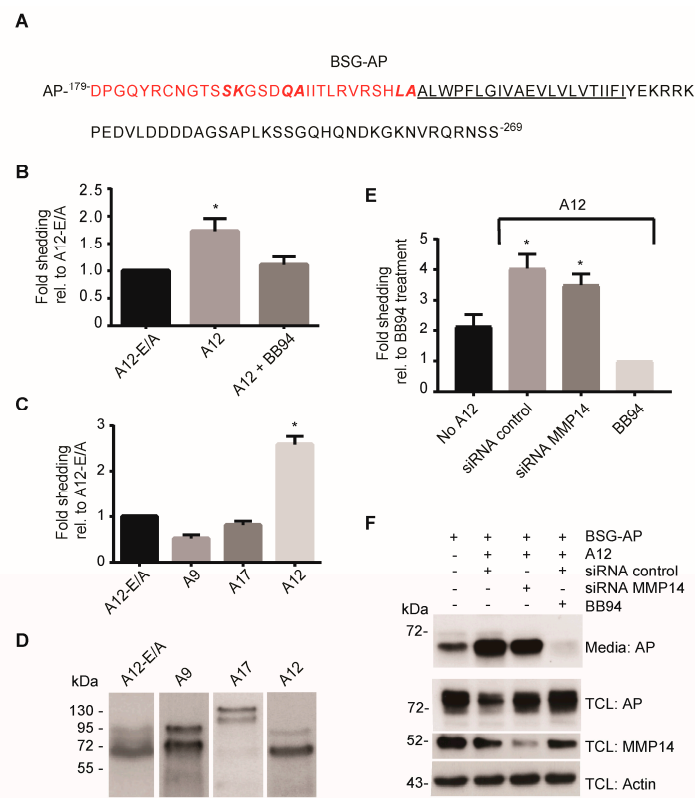 A
BSG-AP
AP-179-DPGQYRCNGTSSKGSDQAIITLRVRSHLAALWPFLGIVAEVLVLVTIIFIYEKRRK
PEDVLDDDDAGSAPLKSSGQHQNDKGKNVRQRNSS-269
B
Fold shedding
rel. to A12-E/A
2.5
2.0
1.5
1.0
0.5
0
*
A12-E/A
A12
A12 + BB94
C
Fold shedding
rel. to A12-E/A
3
2
1
0
*
A12-E/A
A9
A17
A12
D
A12-E/A
A9
A17
A12
kDa
130 -
95 -
72 -
55 -
E
A12
Fold shedding
rel. to BB94 treatment
5
4
3
2
1
0
*
*
No A12
siRNA control
siRNA MMP14
BB94
F
+ + + + BSG-AP
- + + + A12
- + - + siRNA control
- - + - siRNA MMP14
- - - + BB94
kDa
72-
Media: AP
72-
TCL: AP
52-
TCL: MMP14
43-
TCL: Actin